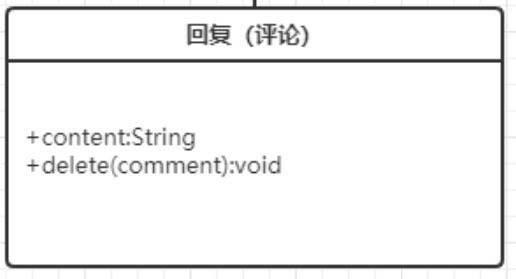 回复（评论）
+content:String
+delete(comment):void